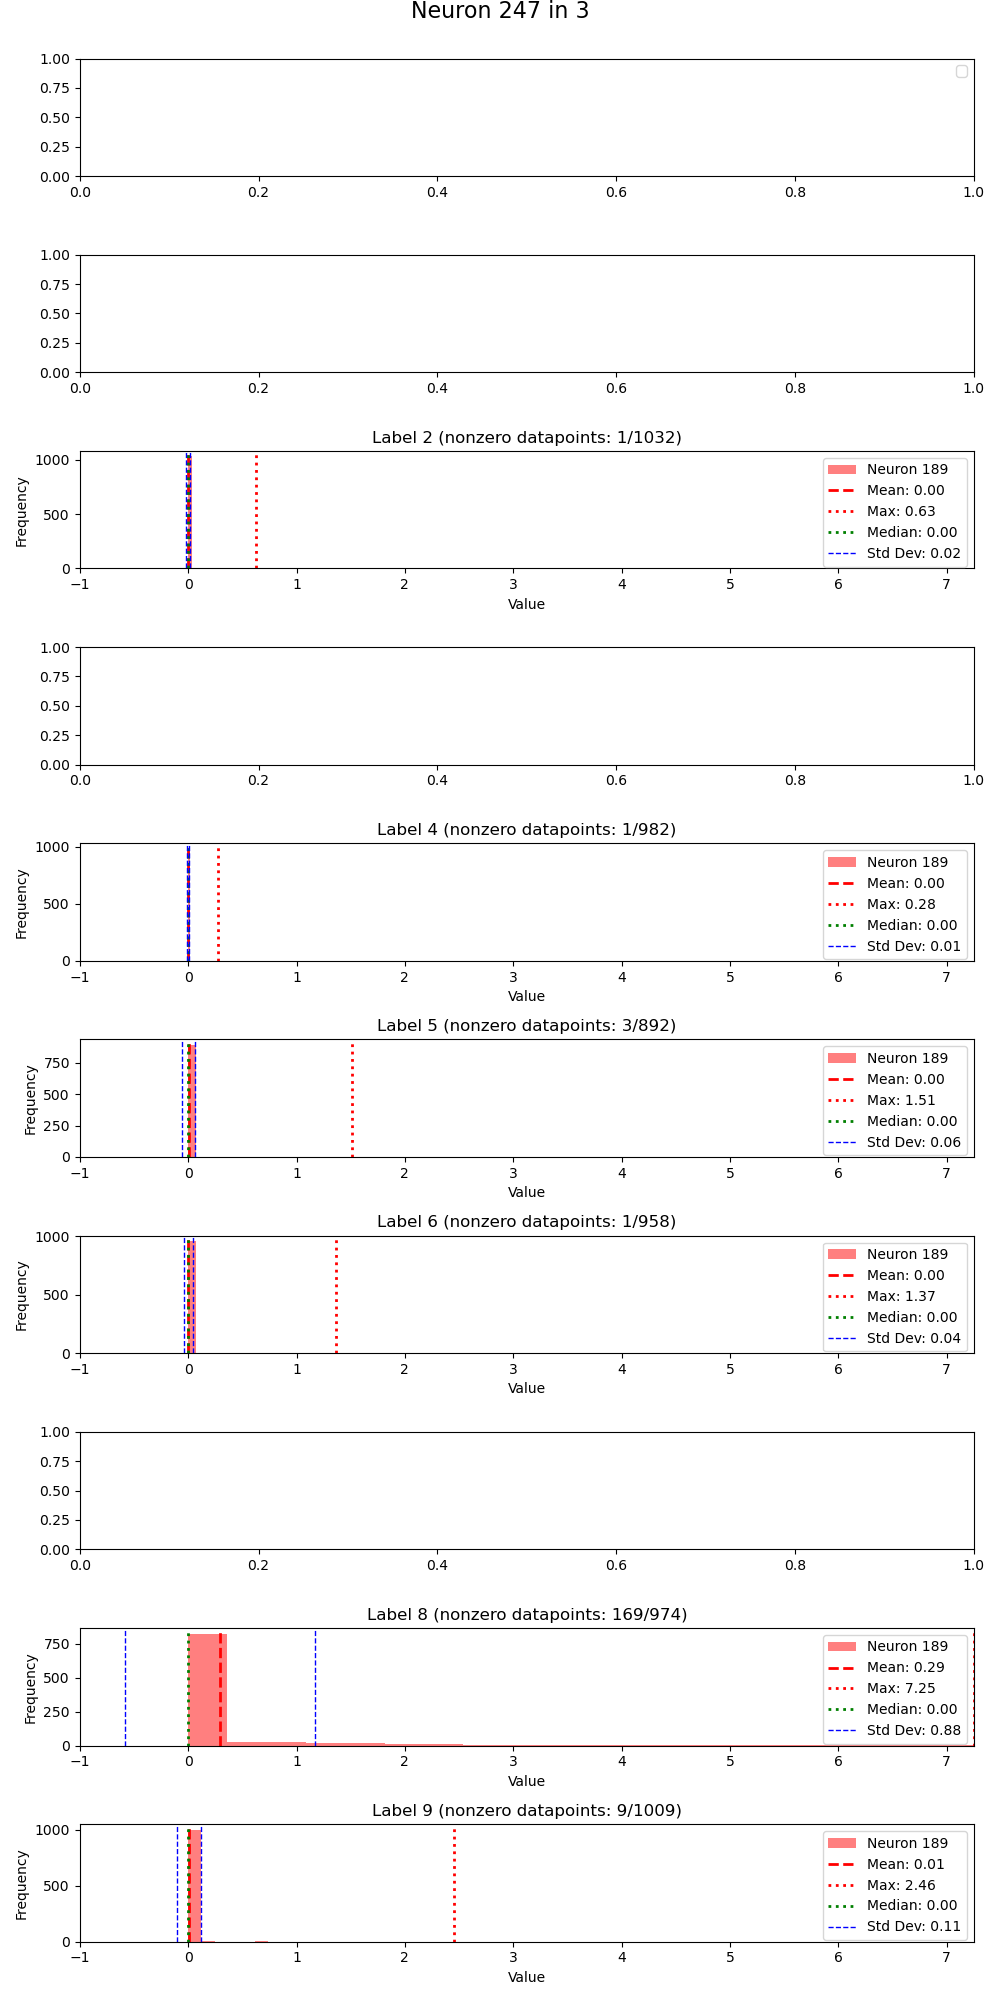 Neuron 247 in 3
1.00
0.75
0.50
0.25
0.00
0.0 0.2 0.4 0.6 0.8 1.0
1.00
0.75
0.50
0.25
0.00
0.0 0.2 0.4 0.6 0.8 1.0
Label 2 (nonzero datapoints: 1/1032)
Frequency
1000
500
0
Neuron 189
Mean: 0.00
Max: 0.63
Median: 0.00
Std Dev: 0.02
−1 0 1 2 3 4 5 6 7
Value
1.00
0.75
0.50
0.25
0.00
0.0 0.2 0.4 0.6 0.8 1.0
Label 4 (nonzero datapoints: 1/982)
Frequency
1000
500
0
Neuron 189
Mean: 0.00
Max: 0.28
Median: 0.00
Std Dev: 0.01
−1 0 1 2 3 4 5 6 7
Value
Label 5 (nonzero datapoints: 3/892)
Frequency
750
500
250
0
Neuron 189
Mean: 0.00
Max: 1.51
Median: 0.00
Std Dev: 0.06
−1 0 1 2 3 4 5 6 7
Value
Label 6 (nonzero datapoints: 1/958)
Frequency
1000
500
0
Neuron 189
Mean: 0.00
Max: 1.37
Median: 0.00
Std Dev: 0.04
−1 0 1 2 3 4 5 6 7
Value
1.00
0.75
0.50
0.25
0.00
0.0 0.2 0.4 0.6 0.8 1.0
Label 8 (nonzero datapoints: 169/974)
Frequency
750
500
250
0
Neuron 189
Mean: 0.29
Max: 7.25
Median: 0.00
Std Dev: 0.88
−1 0 1 2 3 4 5 6 7
Value
Label 9 (nonzero datapoints: 9/1009)
Frequency
1000
500
0
Neuron 189
Mean: 0.01
Max: 2.46
Median: 0.00
Std Dev: 0.11
−1 0 1 2 3 4 5 6 7
Value